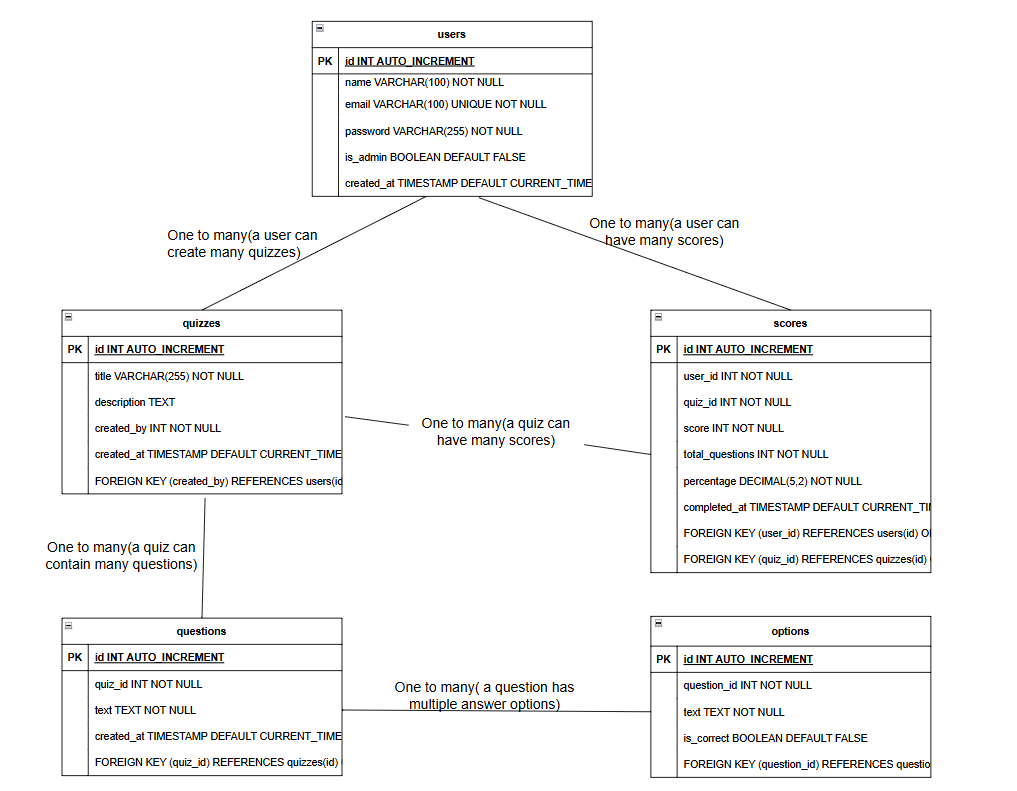 users
PK id INT AUTO_INCREMENT
name VARCHAR(100) NOT NULL
email VARCHAR(100) UNIQUE NOT NULL
password VARCHAR(255) NOT NULL
is_admin BOOLEAN DEFAULT FALSE
created_at TIMESTAMP DEFAULT CURRENT_TIME
One to many(a user can
create many quizzes)
One to many(a user can
have many scores)
quizzes
PK id INT AUTO_INCREMENT
title VARCHAR(255) NOT NULL
description TEXT
created_by INT NOT NULL
created_at TIMESTAMP DEFAULT CURRENT_TIME
FOREIGN KEY (created_by) REFERENCES users(id
One to many(a quiz can
have many scores)
scores
PK id INT AUTO_INCREMENT
user_id INT NOT NULL
quiz_id INT NOT NULL
score INT NOT NULL
total_questions INT NOT NULL
percentage DECIMAL(5,2) NOT NULL
completed_at TIMESTAMP DEFAULT CURRENT_TI
FOREIGN KEY (user_id) REFERENCES users(id) O
FOREIGN KEY (quiz_id) REFERENCES quizzes(id)
One to many(a quiz can
contain many questions)
questions
PK id INT AUTO_INCREMENT
quiz_id INT NOT NULL
text TEXT NOT NULL
created_at TIMESTAMP DEFAULT CURRENT_TIME
FOREIGN KEY (quiz_id) REFERENCES quizzes(id)
One to many( a question has
multiple answer options)
options
PK id INT AUTO_INCREMENT
question_id INT NOT NULL
text TEXT NOT NULL
is_correct BOOLEAN DEFAULT FALSE
FOREIGN KEY (question_id) REFERENCES questio